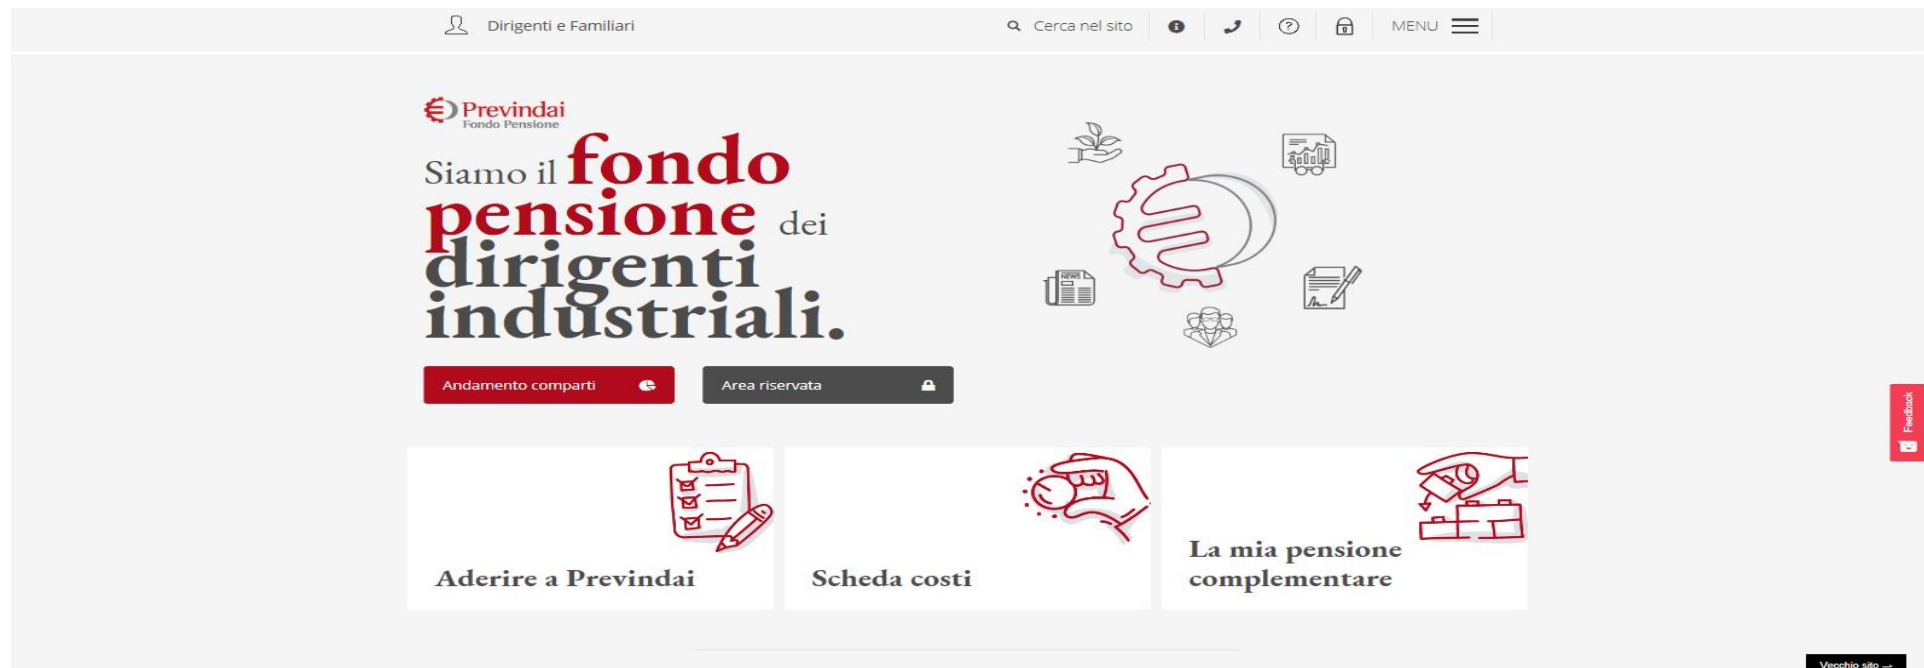 Dirigenti e Familiari
Cerca nel sito
MENU
Previndai
Fondo Pensione
Siamo il fondo
pensione dei
dirigenti
industriali.
NEWS
Andamento comparti
Area riservata
Feedback
Aderire a Previndai
Scheda costi
La mia pensione
complementare
Vecchio sito →